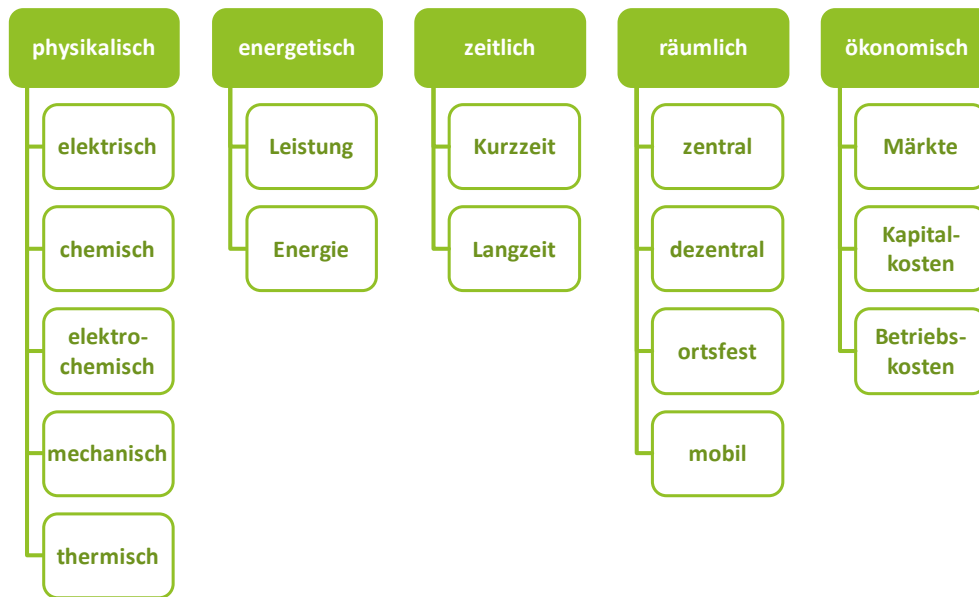 physikalisch
elektrisch
chemisch
elektro-
chemisch
mechanisch
thermisch
energetisch
Leistung
Energie
zeitlich
Kurzzeit
Langzeit
räumlich
zentral
dezentral
ortsfest
mobil
ökonomisch
Märkte
Kapital-
kosten
Betriebs-
kosten